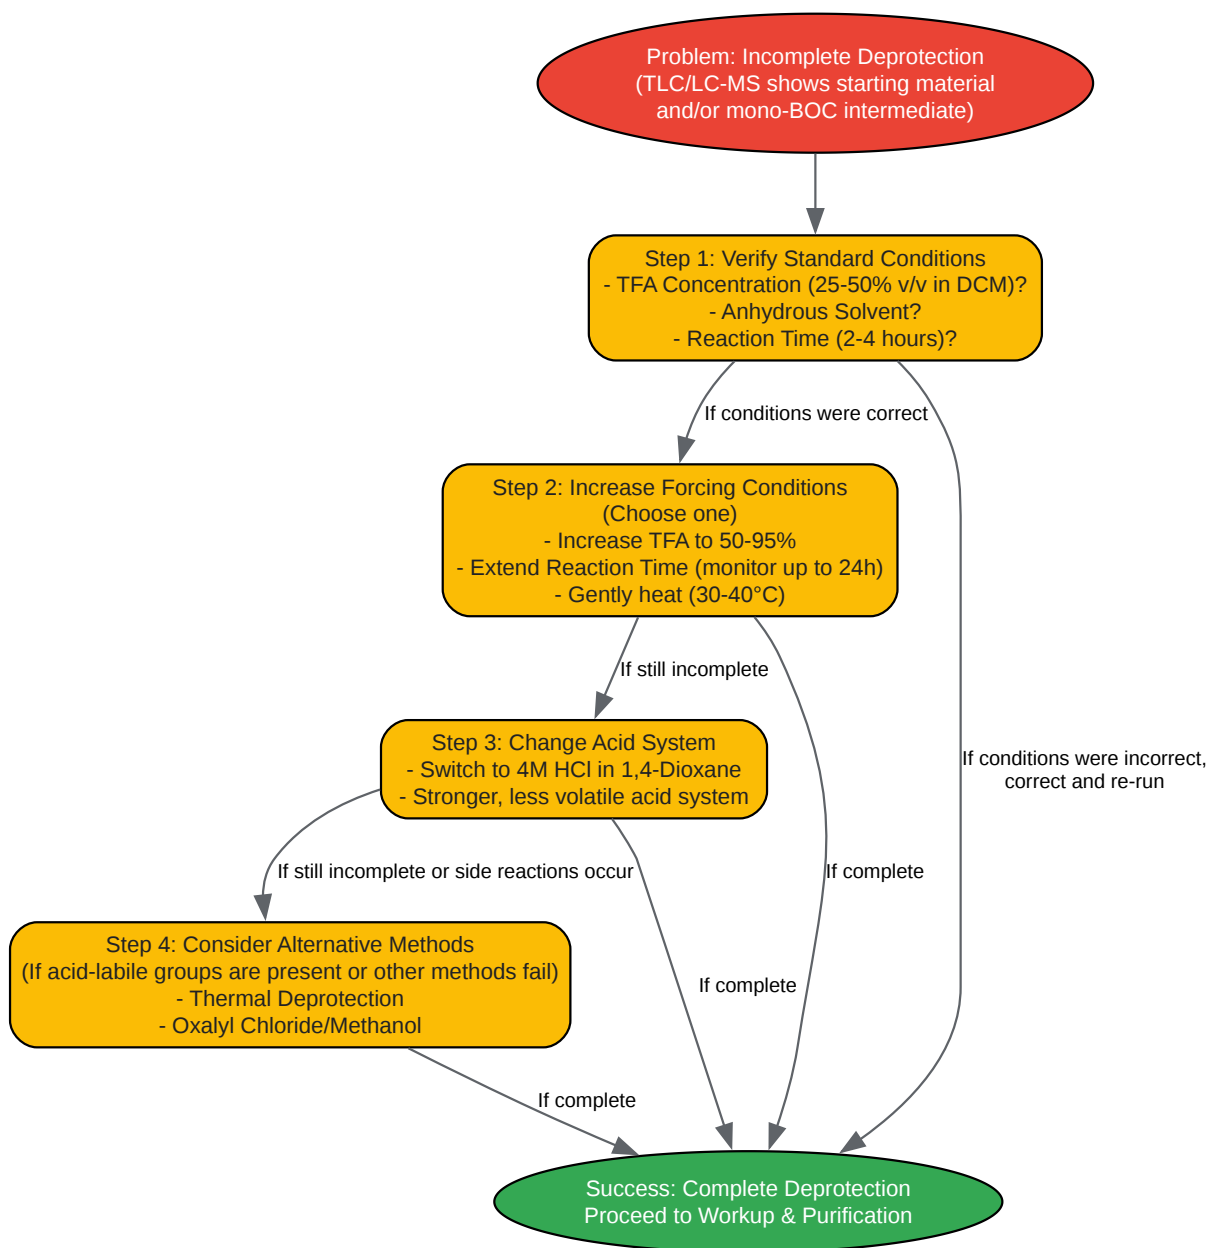 Problem: Incomplete Deprotection
(TLC/LC-MS shows starting material
and/or mono-BOC intermediate)
Step 1: Verify Standard Conditions
- TFA Concentration (25-50% v/v in DCM)?
- Anhydrous Solvent?
- Reaction Time (2-4 hours)?
If conditions were correct
Step 2: Increase Forcing Conditions
(Choose one)
- Increase TFA to 50-95%
- Extend Reaction Time (monitor up to 24h)
- Gently heat (30-40°C)
If still incomplete
Step 3: Change Acid System
- Switch to 4M HCl in 1,4-Dioxane
- Stronger, less volatile acid system
If conditions were incorrect,
correct and re-run
If still incomplete or side reactions occur
If complete
Step 4: Consider Alternative Methods
(If acid-labile groups are present or other methods fail)
- Thermal Deprotection
- Oxalyl Chloride/Methanol
If complete
If complete
Success: Complete Deprotection
Proceed to Workup & Purification